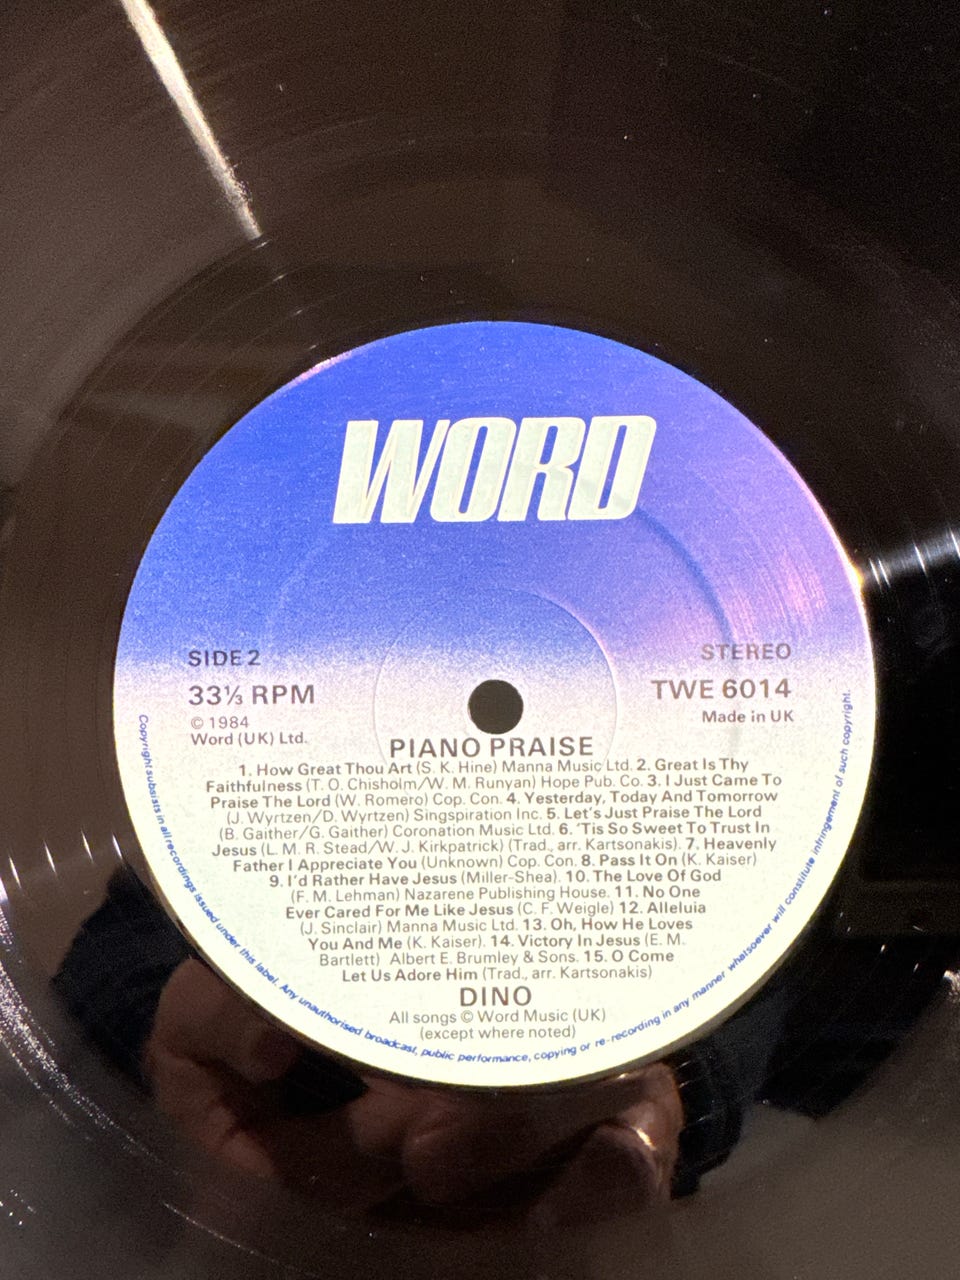 WORD
SIDE 2
STEREO
33⅓ RPM
TWE 6014
© 1984
Made in UK
Word (UK) Ltd.
PIANO PRAISE
1. How Great Thou Art (S. K. Hine) Manna Music Ltd. 2. Great Is Thy
Faithfulness (T. O. Chisholm/W. M. Runyan) Hope Pub. Co. 3. I Just Came To
Praise The Lord (W. Romero) Cop. Con. 4. Yesterday, Today And Tomorrow
(J. Wyrtzen/D. Wyrtzen) Singspiration Inc. 5. Let's Just Praise The Lord
(B. Gaither/G. Gaither) Coronation Music Ltd. 6. 'Tis So Sweet To Trust In
Jesus (L. M. R. Stead/W. J. Kirkpatrick) (Trad., arr. Kartsonakis). 7. Heavenly
Father I Appreciate You (Unknown) Cop. Con. 8. Pass It On (K. Kaiser)
9. I'd Rather Have Jesus (Miller-Shea). 10. The Love Of God
(F. M. Lehman) Nazarene Publishing House. 11. No One
Ever Cared For Me Like Jesus (C. F. Weigle) 12. Alleluia
(J. Sinclair) Manna Music Ltd. 13. Oh, How He Loves
You And Me (K. Kaiser). 14. Victory In Jesus (E. M.
Bartlett) Albert E. Brumley & Sons. 15. O Come
Let Us Adore Him (Trad., arr. Kartsonakis)
DINO
All songs © Word Music (UK)
(except where noted)
Copyright subsists in all recordings issued under this label. Any unauthorised broadcast, public performance, copying or re-recording in any manner whatsoever will constitute infringement of such copyright.